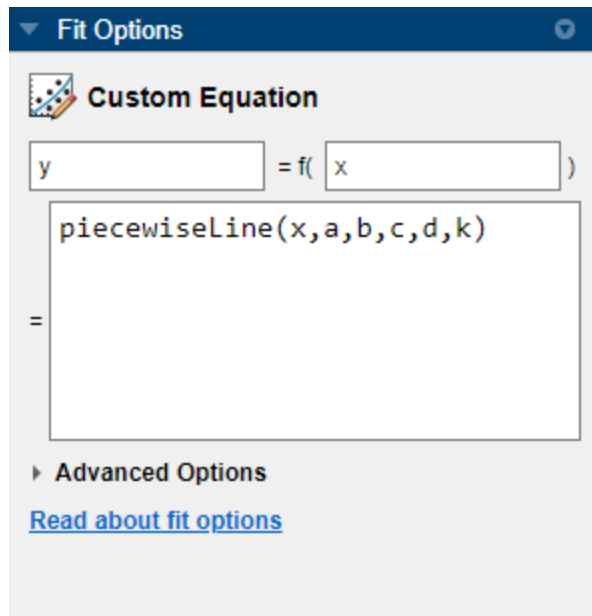 Fit Options
Custom Equation
y = f( x )
piecewiseLine(x,a,b,c,d,k)
=
Advanced Options
Read about fit options